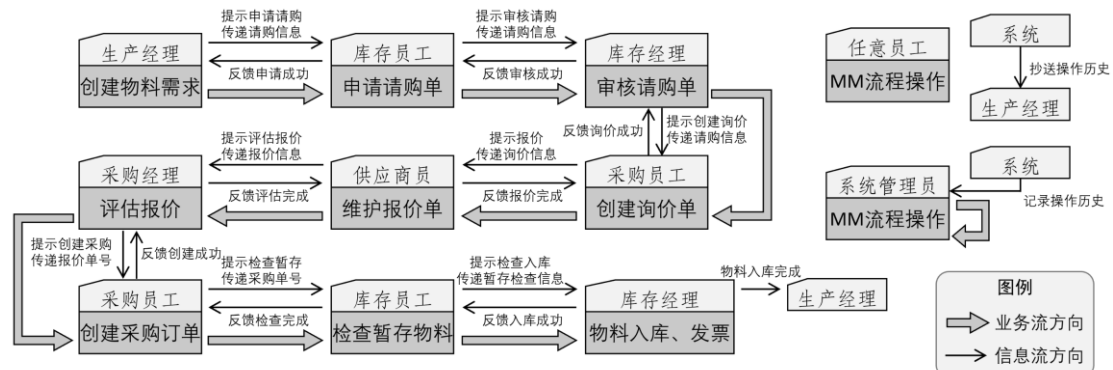 提示申请请购
传递请购信息
提示审核请购
传递请购信息
生产经理
创建物料需求
反馈申请成功
库存员工
申请请购单
反馈审核成功
库存经理
审核请购单
任意员工
MM流程操作
系统
抄送操作历史
生产经理
提示评估报价
传递报价信息
提示报价
传递询价信息
反馈询价成功
提示创建询价
传递请购信息
采购经理
评估报价
反馈评估完成
供应商员
维护报价单
反馈报价完成
采购员工
创建询价单
系统管理员
MM流程操作
系统
记录操作历史
提示创建采购
传递报价单号
反馈创建成功
提示检查暂存
传递采购单号
提示检查入库
传递暂存检查信息
采购员工
创建采购订单
反馈检查完成
库存员工
检查暂存物料
反馈入库成功
库存经理
物料入库、发票
物料入库完成
生产经理
图例
业务流方向
信息流方向